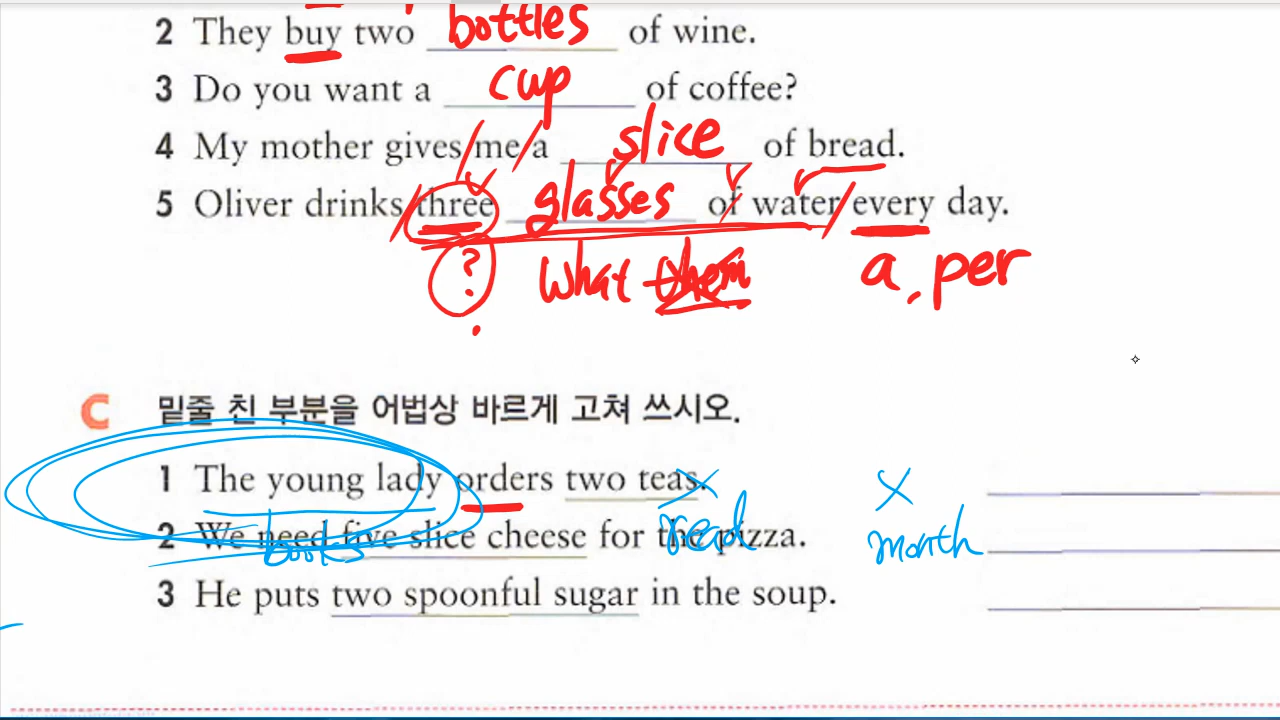 2 They buy two bottles of wine.
3 Do you want a cup of coffee?
4 My mother gives me a slice of bread.
5 Oliver drinks three glasses of water every day.
? What them a, per
C 밑줄 친 부분을 어법상 바르게 고쳐 쓰시오.
1 The young lady orders two teas.
2 We need five slice cheese for the pizza.
books read month
3 He puts two spoonful sugar in the soup.